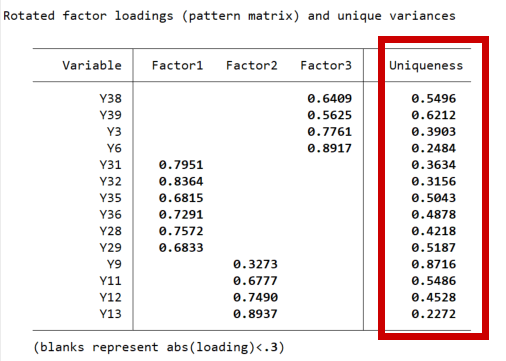 Rotated factor loadings (pattern matrix) and unique variances
Variable Factor1 Factor2 Factor3 Uniqueness
Y38 0.6409 0.5496
Y39 0.5625 0.6212
Y3 0.7761 0.3903
Y6 0.8917 0.2484
Y31 0.7951 0.3634
Y32 0.8364 0.3156
Y35 0.6815 0.5043
Y36 0.7291 0.4878
Y28 0.7572 0.4218
Y29 0.6833 0.5187
Y9 0.3273 0.8716
Y11 0.6777 0.5486
Y12 0.7490 0.4528
Y13 0.8937 0.2272
(blanks represent abs(loading)<.3)